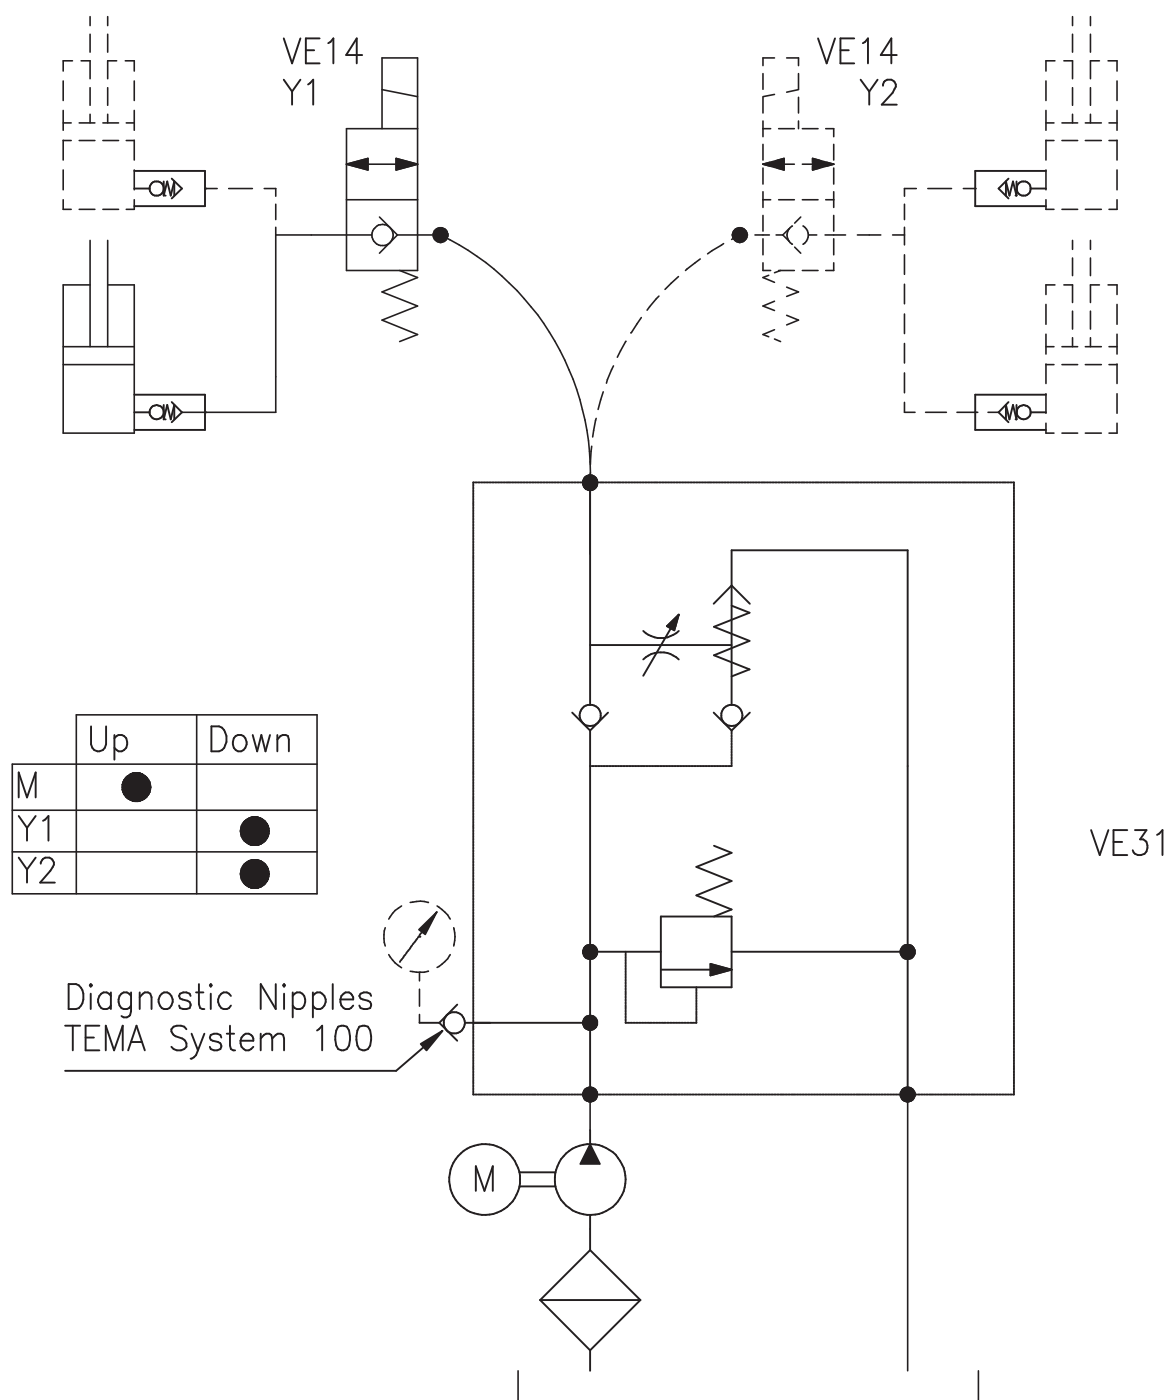 VE14
Y1
VE14
Y2
Up Down
M
Y1
Y2
VE31
Diagnostic Nipples
TEMA System 100
M